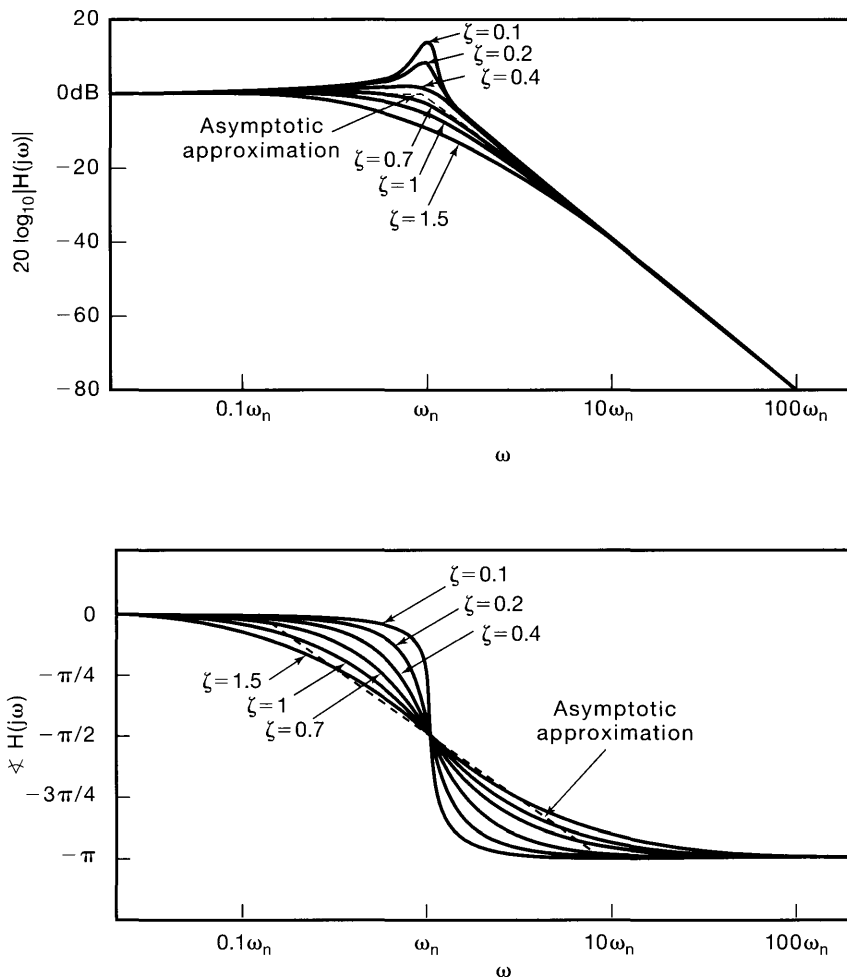 20
ζ=0.1
ζ=0.2
ζ=0.4
0dB
Asymptotic
approximation
ζ=0.7
ζ=1
ζ=1.5
−20
−40
−60
−80
20 log₁₀|H(jω)|
0.1ωₙ
ωₙ
10ωₙ
100ωₙ
ω
ζ=0.1
ζ=0.2
ζ=0.4
0
−π/4
−π/2
−3π/4
−π
∢ H(jω)
ζ=1.5
ζ=1
ζ=0.7
Asymptotic
approximation
0.1ωₙ
ωₙ
10ωₙ
100ωₙ
ω